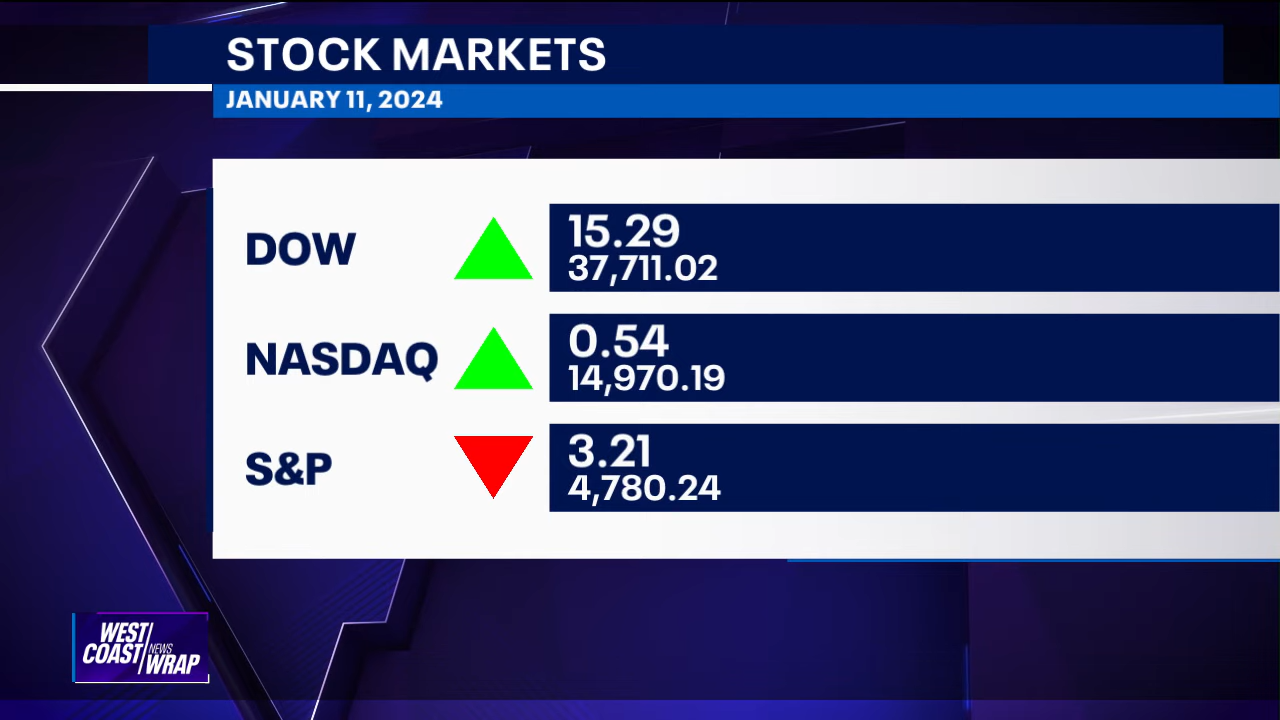 STOCK MARKETS
JANUARY 11, 2024
DOW
15.29
37,711.02
NASDAQ
0.54
14,970.19
S&P
3.21
4,780.24
WEST
COAST NEWS
WRAP